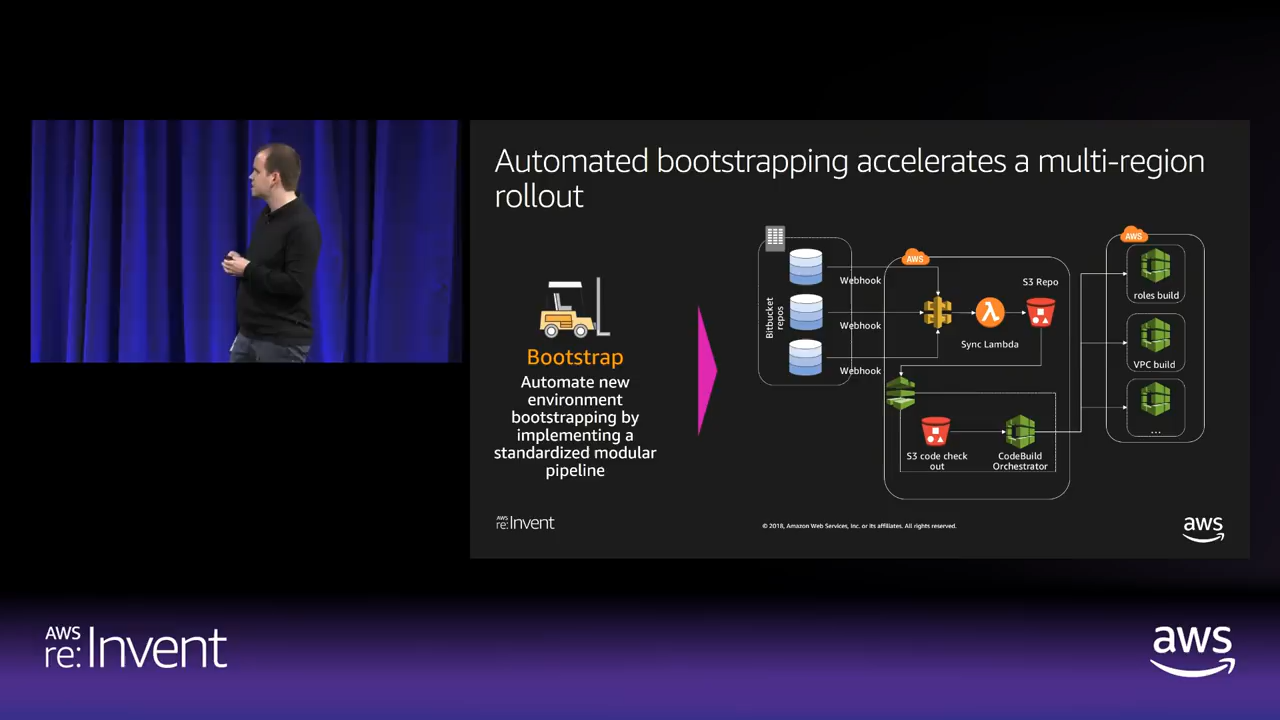 Automated bootstrapping accelerates a multi-region
rollout
Bootstrap
Automate new
environment
bootstrapping by
implementing a
standardized modular
pipeline
Bitbucket
repos
Webhook
Webhook
Webhook
AWS
Sync Lambda
S3 Repo
S3 code check
out
CodeBuild
Orchestrator
AWS
roles build
VPC build
...
AWS
re:Invent
© 2018, Amazon Web Services, Inc. or its affiliates. All rights reserved.
aws
AWS
re:Invent
aws